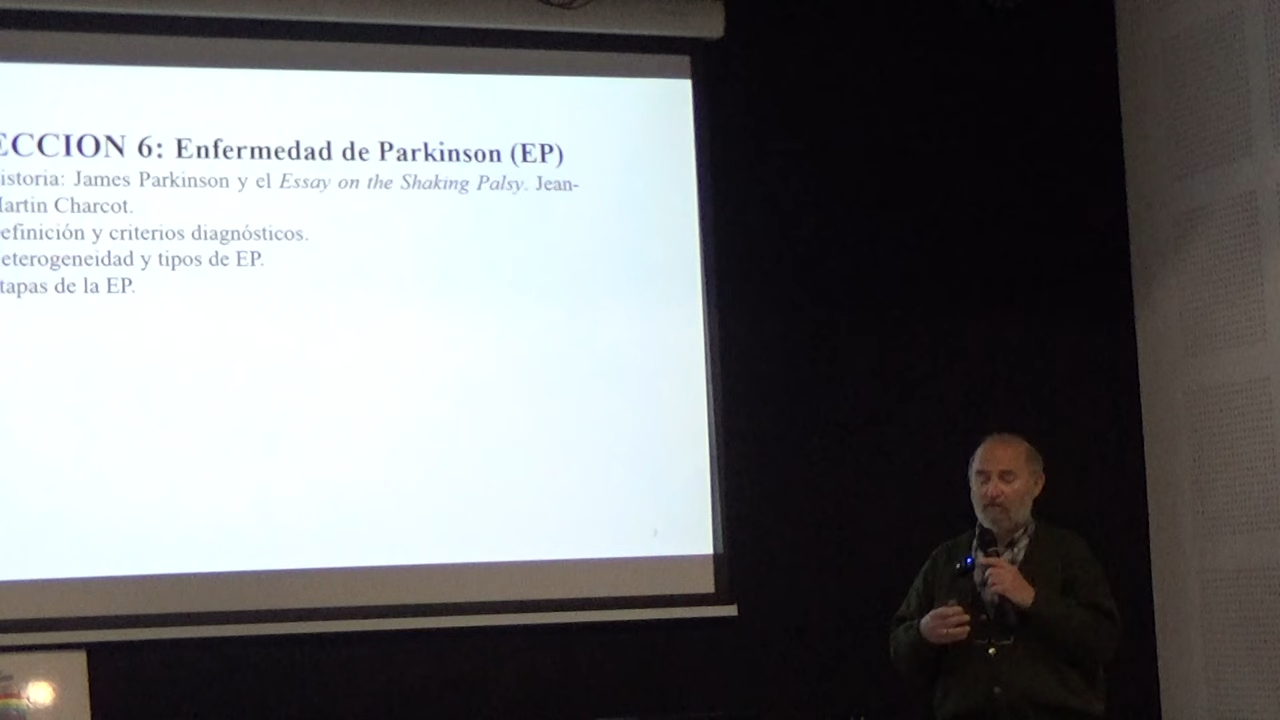 ECCION 6: Enfermedad de Parkinson (EP)
istoria: James Parkinson y el Essay on the Shaking Palsy. Jean-
artin Charcot.
efinición y criterios diagnósticos.
eterogeneidad y tipos de EP.
tapas de la EP.